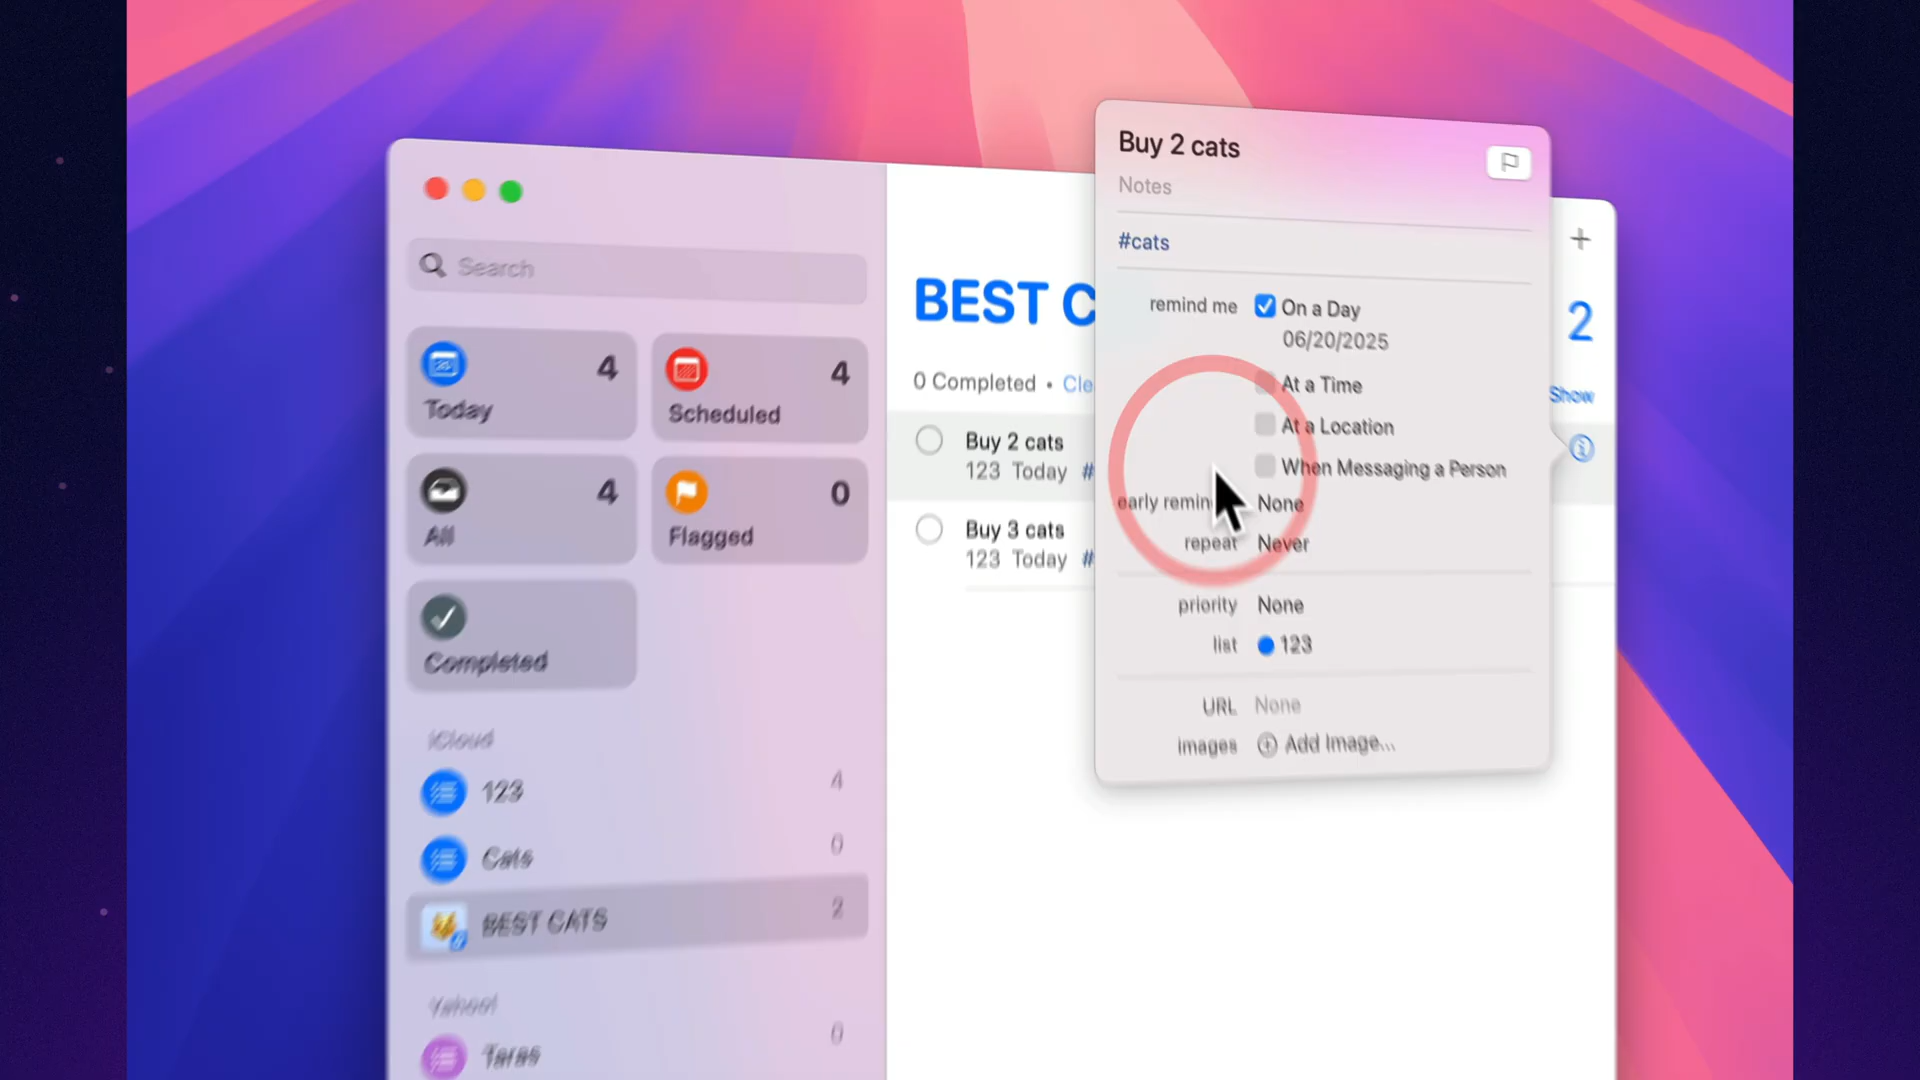 Search
Today 4
Scheduled 4
All 4
Flagged 0
Completed
iCloud
123 4
Cats 0
BEST CATS 2
Yahoo!
Taras 0
BEST C
2
0 Completed • Cle
Show
Buy 2 cats
123 Today #
Buy 3 cats
123 Today #
Buy 2 cats
Notes
#cats
remind me On a Day
06/20/2025
At a Time
At a Location
When Messaging a Person
early remin None
repeat Never
priority None
list 123
URL None
images Add Image...